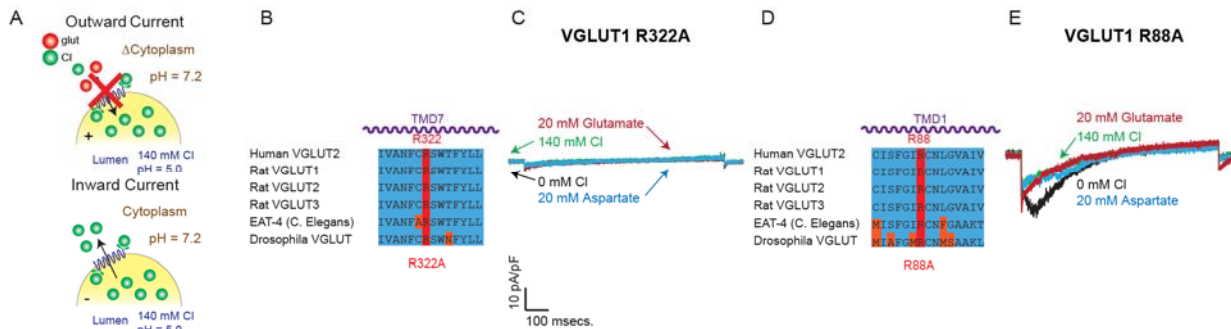 A
Outward Current
glut
Cl
ΔCytoplasm
pH = 7.2
+
Lumen
140 mM Cl
pH = 5.0
Inward Current
Cytoplasm
pH = 7.2
-
Lumen
140 mM Cl
B
TMD7
R322
Human VGLUT2 IVANFCRSWTFYLL
Rat VGLUT1 IVANFCRSWTFYLL
Rat VGLUT2 IVANFCRSWTFYLL
Rat VGLUT3 IVANFCRSWTFYLL
EAT-4 (C. Elegans) IVANFARSWTFYLL
Drosophila VGLUT IVANFCRSWNFYLL
R322A
C
VGLUT1 R322A
20 mM Glutamate
140 mM Cl
0 mM Cl
20 mM Aspartate
10 pA/pF
100 msecs.
D
TMD1
R88
Human VGLUT2 CISFGIRCNLGVAIV
Rat VGLUT1 CISFGIRCNLGVAIV
Rat VGLUT2 CISFGIRCNLGVAIV
Rat VGLUT3 CISFGIRCNLGVAIV
EAT-4 (C. Elegans) MISFGIRCNFGAAKT
Drosophila VGLUT MIAFGMRCNMSAAKL
R88A
E
VGLUT1 R88A
20 mM Glutamate
140 mM Cl
0 mM Cl
20 mM Aspartate